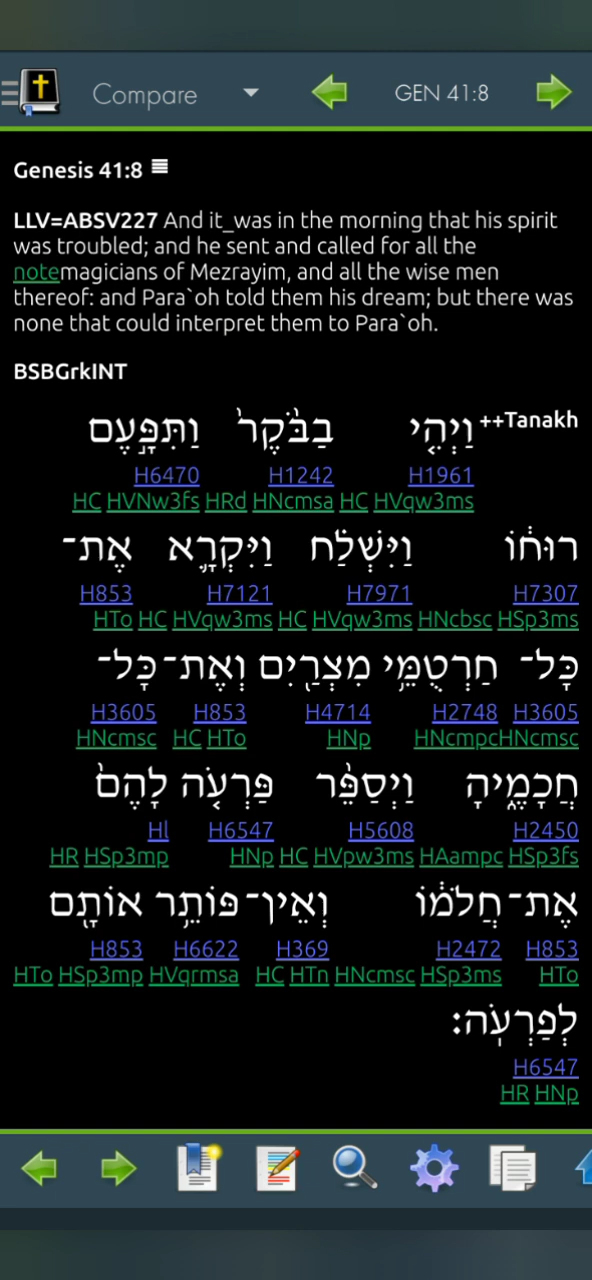 Compare
GEN 41:8
Genesis 41:8
LLV=ABSV227 And it_was in the morning that his spirit
was troubled; and he sent and called for all the
notemagicians of Mezrayim, and all the wise men
thereof: and Para`oh told them his dream; but there was
none that could interpret them to Para`oh.
BSBGrkINT
++Tanakh וַיְהִ֤י בַבֹּ֙קֶר֙ וַתִּפָּ֣עֶם
H6470 H1242 H1961
HC HVNw3fs HRd HNcmsa HC HVqw3ms
רוּח֔וֹ וַיִּשְׁלַ֗ח וַיִּקְרָ֛א אֶת־
H853 H7121 H7971 H7307
HTo HC HVqw3ms HC HVqw3ms HNcbsc HSp3ms
כָּל־ חַרְטֻמֵּ֥י מִצְרַ֖יִם וְאֶת־כָּל־
H3605 H853 H4714 H2748 H3605
HNcmsc HC HTo HNp HNcmpcHNcmsc
חֲכָמֶ֑יהָ וַיְסַפֵּ֨ר פַּרְעֹ֤ה לָהֶם֙
Hl H6547 H5608 H2450
HR HSp3mp HNp HC HVpw3ms HAampc HSp3fs
אֶת־חֲלֹמ֔וֹ וְאֵין־פּוֹתֵ֥ר אוֹתָ֖ם
H853 H6622 H369 H2472 H853
HTo HSp3mp HVqrmsa HC HTn HNcmsc HSp3ms HTo
לְפַרְעֹֽה׃
H6547
HR HNp